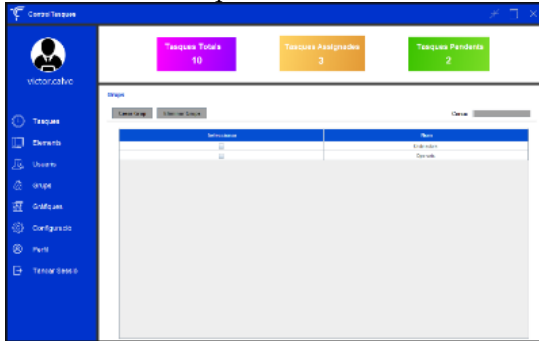 Control Tasques
victor.calvo
Tasques
Elements
Usuaris
Grups
Gràfiques
Configuració
Perfil
Tancar Sessió
Tasques Totals
10
Tasques Assignades
3
Tasques Pendents
2
Grups
Crear Grup
Eliminar Grups
Cerca:
Seleccionar
Nom